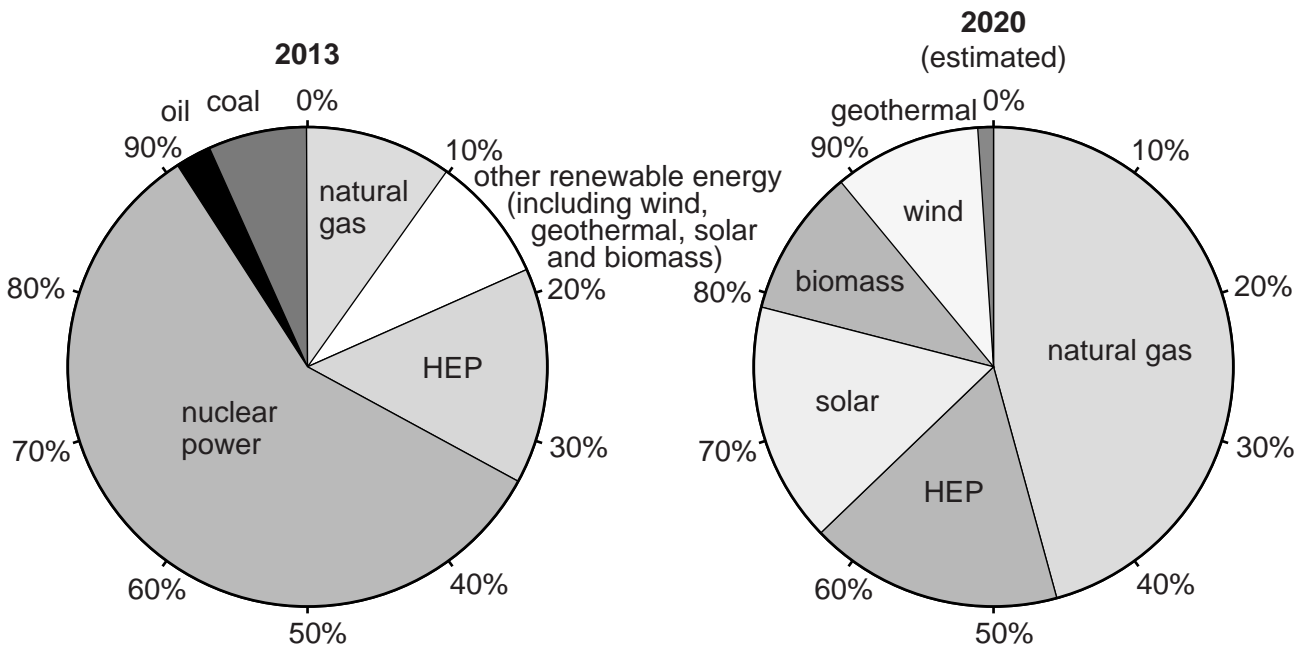 2013
oil
coal
0%
10%
20%
30%
40%
50%
60%
70%
80%
90%
natural
gas
other renewable energy
(including wind,
geothermal, solar
and biomass)
HEP
nuclear
power
2020
(estimated)
geothermal
0%
10%
20%
30%
40%
50%
60%
70%
80%
90%
wind
biomass
solar
HEP
natural gas